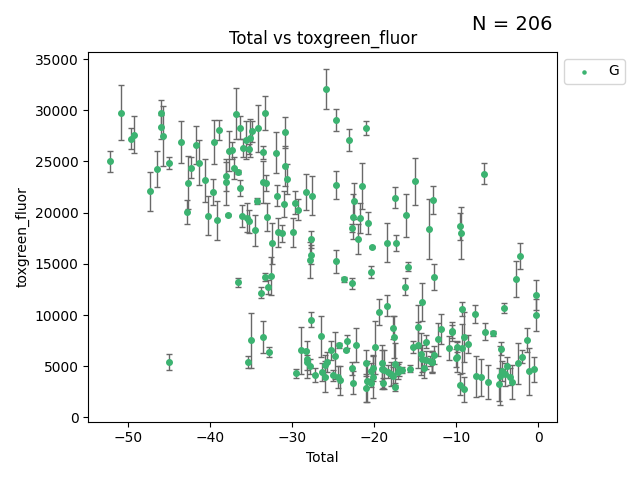 N = 206
Total vs toxgreen_fluor
G
toxgreen_fluor
35000
30000
25000
20000
15000
10000
5000
0
−50 −40 −30 −20 −10 0
Total